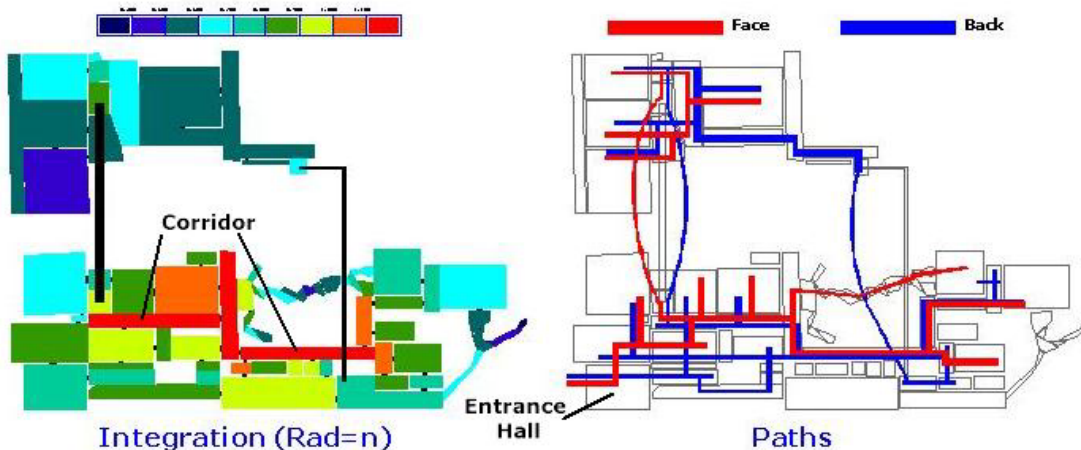 Face
Back
Corridor
Entrance
Hall
Integration (Rad=n)
Paths